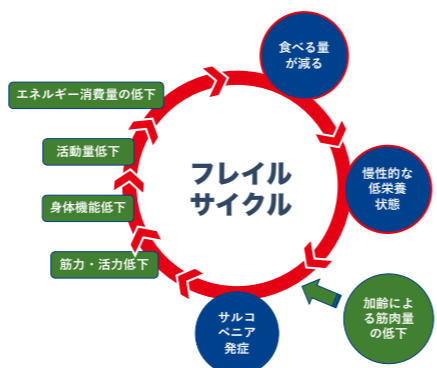 フレイル
サイクル
食べる量
が減る
慢性的な
低栄養
状態
加齢によ
る筋肉量
の低下
サルコ
ペニア
発症
筋力・活力低下
身体機能低下
活動量低下
エネルギー消費量の低下